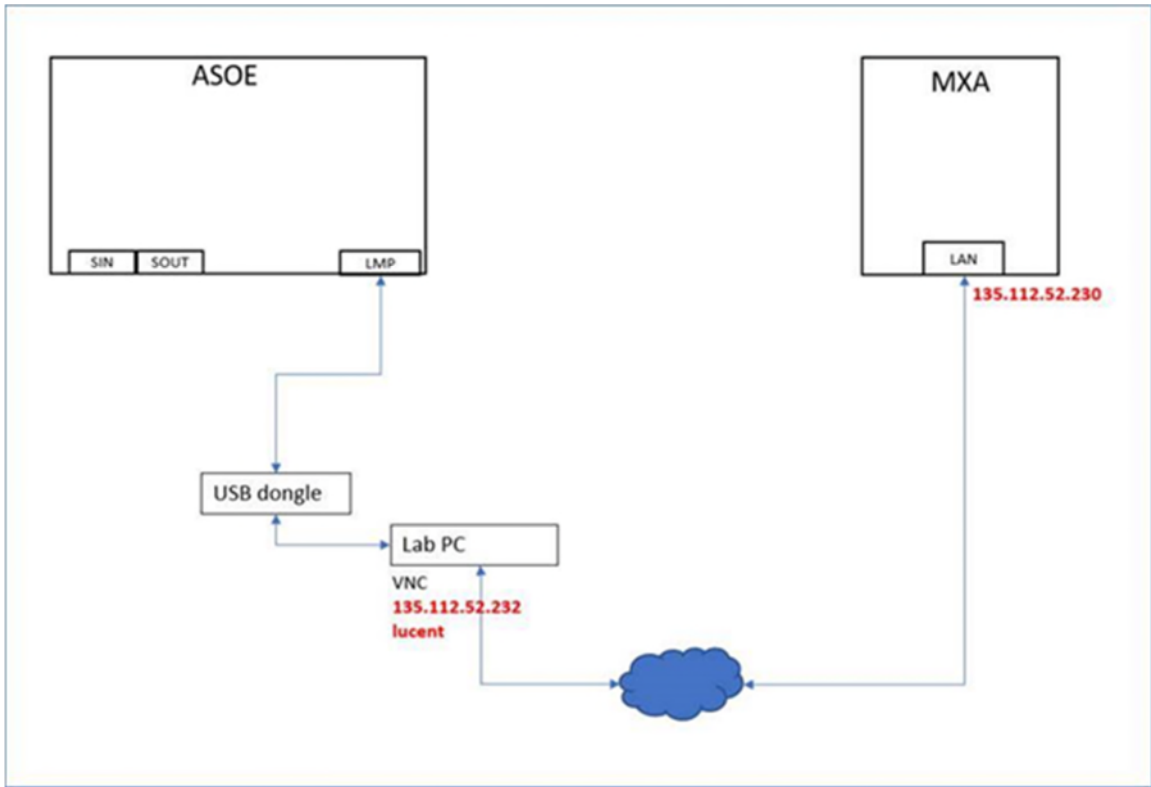 ASOE
MXA
SIN
SOUT
LMP
LAN
135.112.52.230
USB dongle
Lab PC
VNC
135.112.52.232
lucent